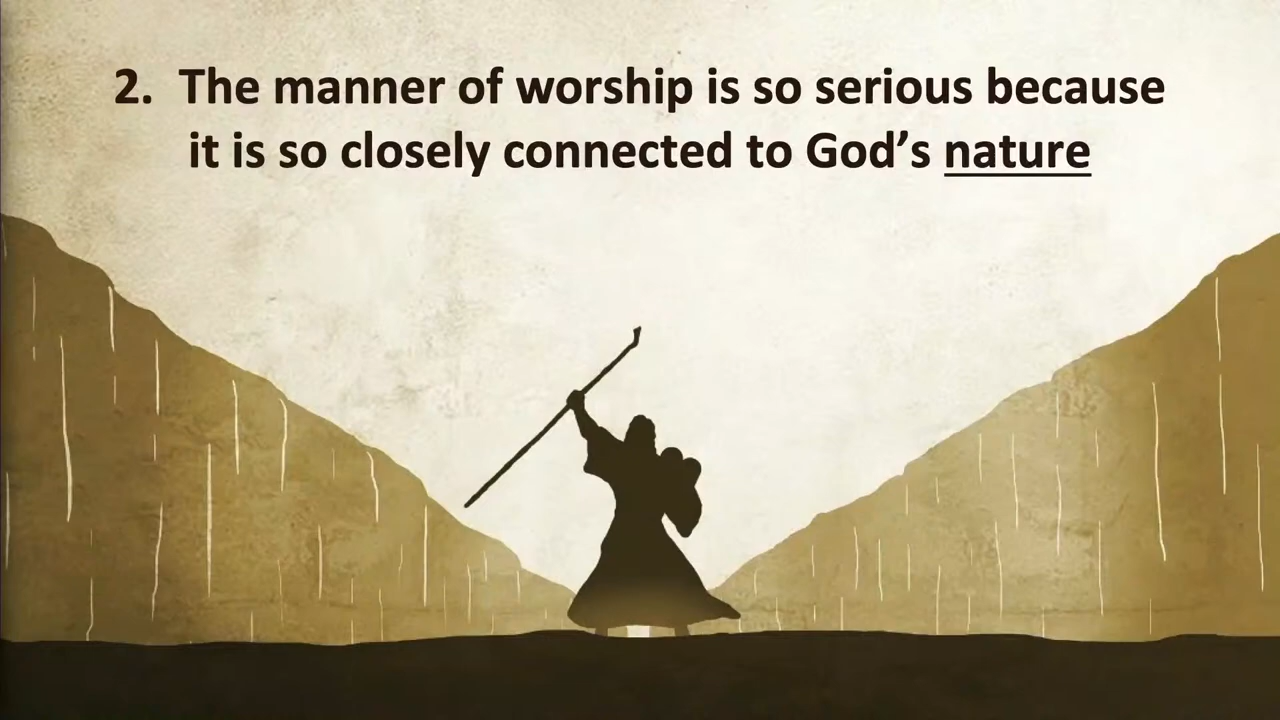 2. The manner of worship is so serious because
it is so closely connected to God’s nature